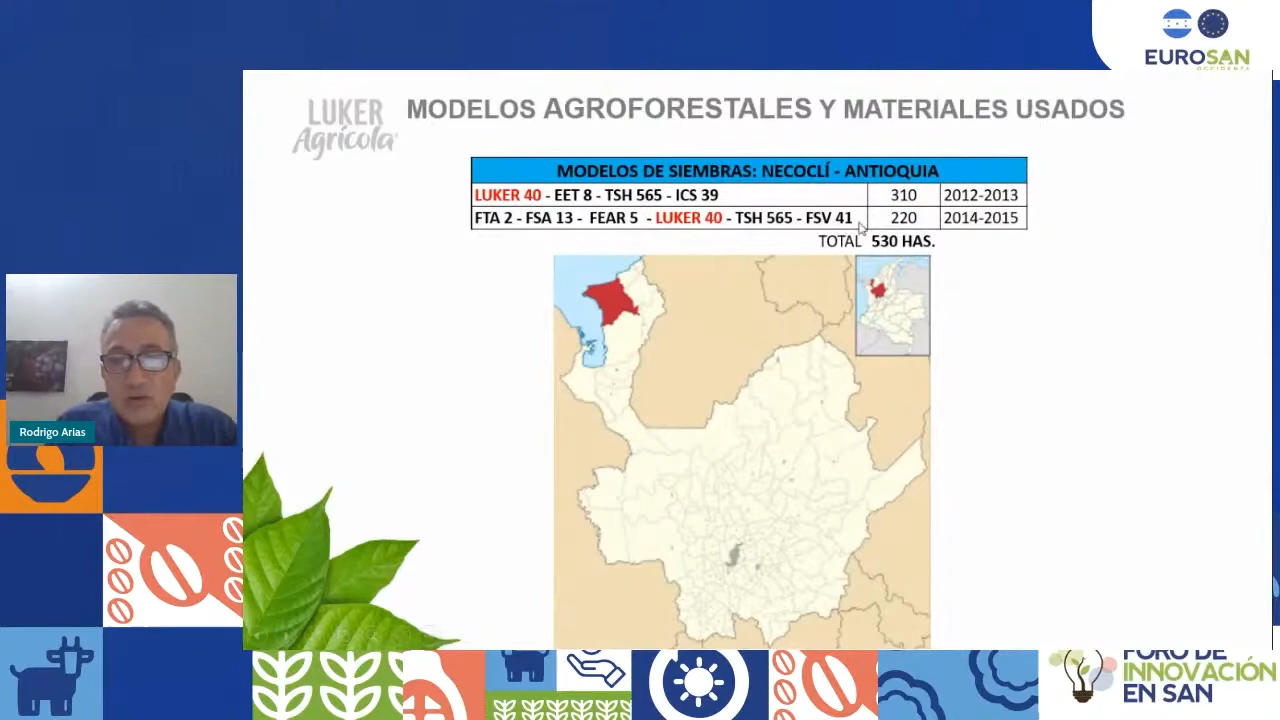 EUROSAN
OCCIDENTE
LUKER
Agrícola
MODELOS AGROFORESTALES Y MATERIALES USADOS
MODELOS DE SIEMBRAS: NECOCLÍ - ANTIOQUIA
LUKER 40 - EET 8 - TSH 565 - ICS 39 310 2012-2013
FTA 2 - FSA 13 - FEAR 5 - LUKER 40 - TSH 565 - FSV 41 220 2014-2015
TOTAL 530 HAS.
Rodrigo Arias
FORO DE
INNOVACIÓN
EN SAN